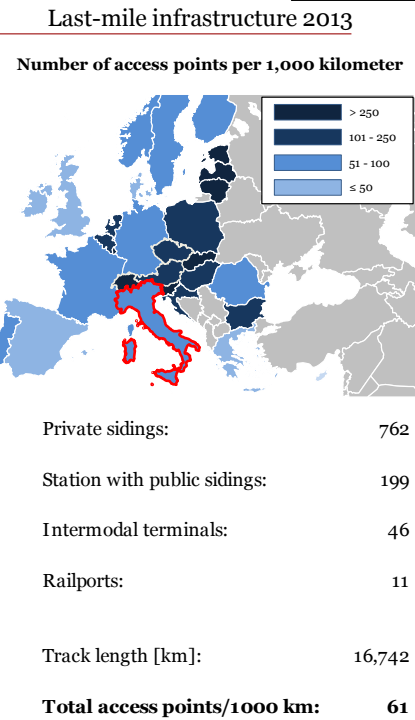 Last-mile infrastructure 2013
Number of access points per 1,000 kilometer
> 250
101 - 250
51 - 100
≤ 50
Private sidings: 762
Station with public sidings: 199
Intermodal terminals: 46
Railports: 11
Track length [km]: 16,742
Total access points/1000 km: 61